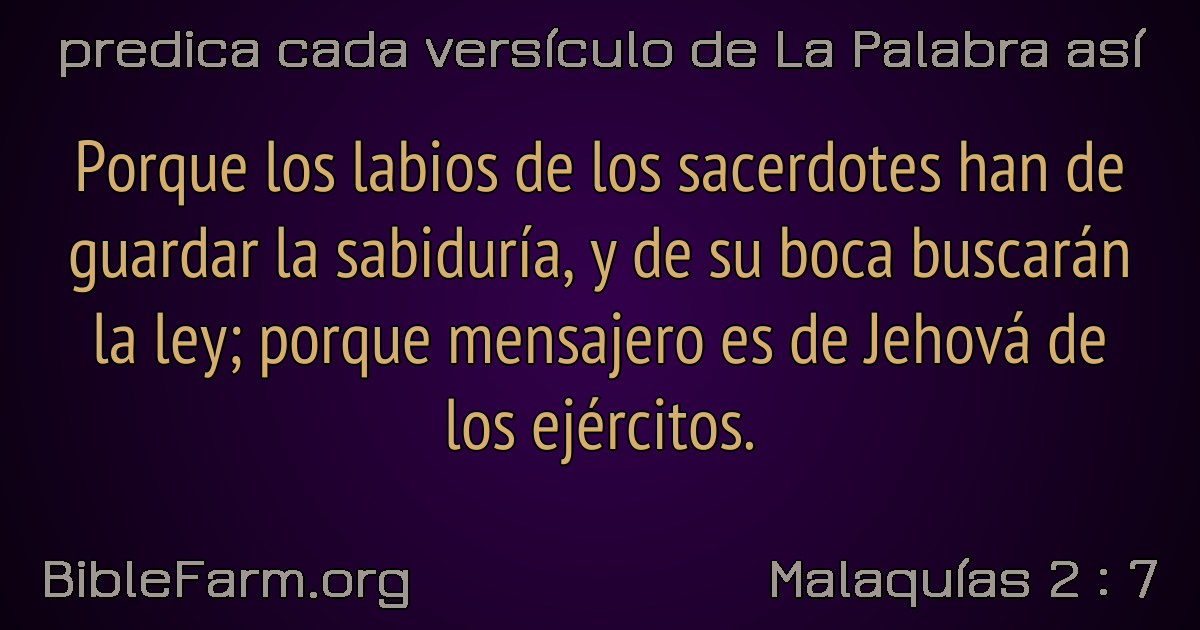 predica cada versículo de La Palabra así
Porque los labios de los sacerdotes han de
guardar la sabiduría, y de su boca buscarán
la ley; porque mensajero es de Jehová de
los ejércitos.
BibleFarm.org
Malaquías 2 : 7